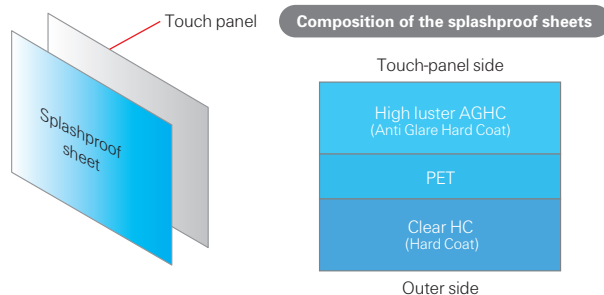 Touch panel
Splashproof
sheet
Composition of the splashproof sheets
Touch-panel side
High luster AGHC
(Anti Glare Hard Coat)
PET
Clear HC
(Hard Coat)
Outer side